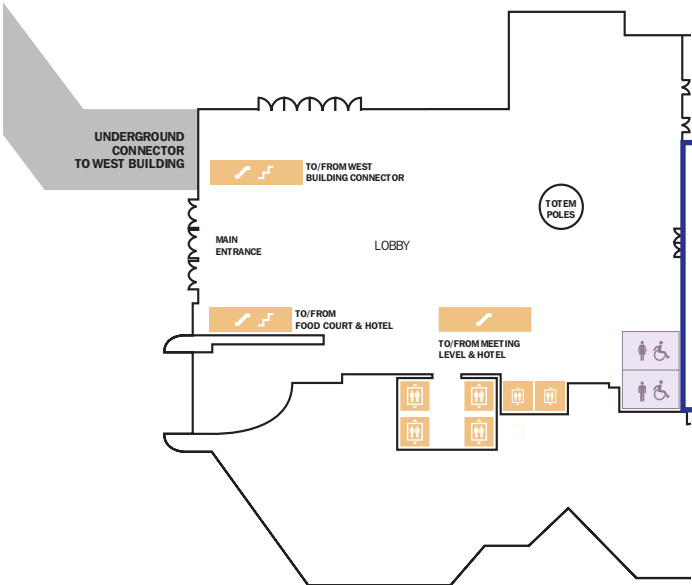 UNDERGROUND
CONNECTOR
TO WEST BUILDING
TO/FROM WEST
BUILDING CONNECTOR
TOTEM
POLES
MAIN
ENTRANCE
LOBBY
TO/FROM
FOOD COURT & HOTEL
TO/FROM MEETING
LEVEL & HOTEL